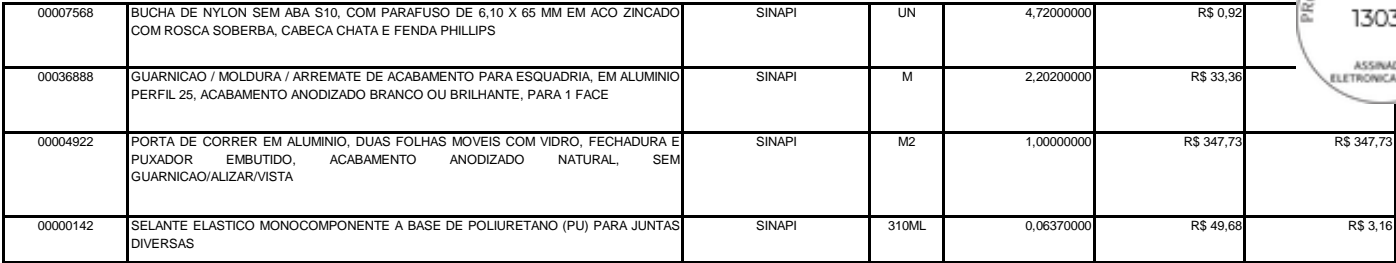 00007568 BUCHA DE NYLON SEM ABA S10, COM PARAFUSO DE 6,10 X 65 MM EM ACO ZINCADO SINAPI UN 4,72000000 R$ 0,92
COM ROSCA SOBERBA, CABECA CHATA E FENDA PHILLIPS
1303
ASSINAD
ELETRONICA
00036888 GUARNICAO / MOLDURA / ARREMATE DE ACABAMENTO PARA ESQUADRIA, EM ALUMINIO SINAPI M 2,20200000 R$ 33,36
PERFIL 25, ACABAMENTO ANODIZADO BRANCO OU BRILHANTE, PARA 1 FACE
00004922 PORTA DE CORRER EM ALUMINIO, DUAS FOLHAS MOVEIS COM VIDRO, FECHADURA E SINAPI M2 1,00000000 R$ 347,73 R$ 347,73
PUXADOR EMBUTIDO, ACABAMENTO ANODIZADO NATURAL, SEM
GUARNICAO/ALIZAR/VISTA
00000142 SELANTE ELASTICO MONOCOMPONENTE A BASE DE POLIURETANO (PU) PARA JUNTAS SINAPI 310ML 0,06370000 R$ 49,68 R$ 3,16
DIVERSAS